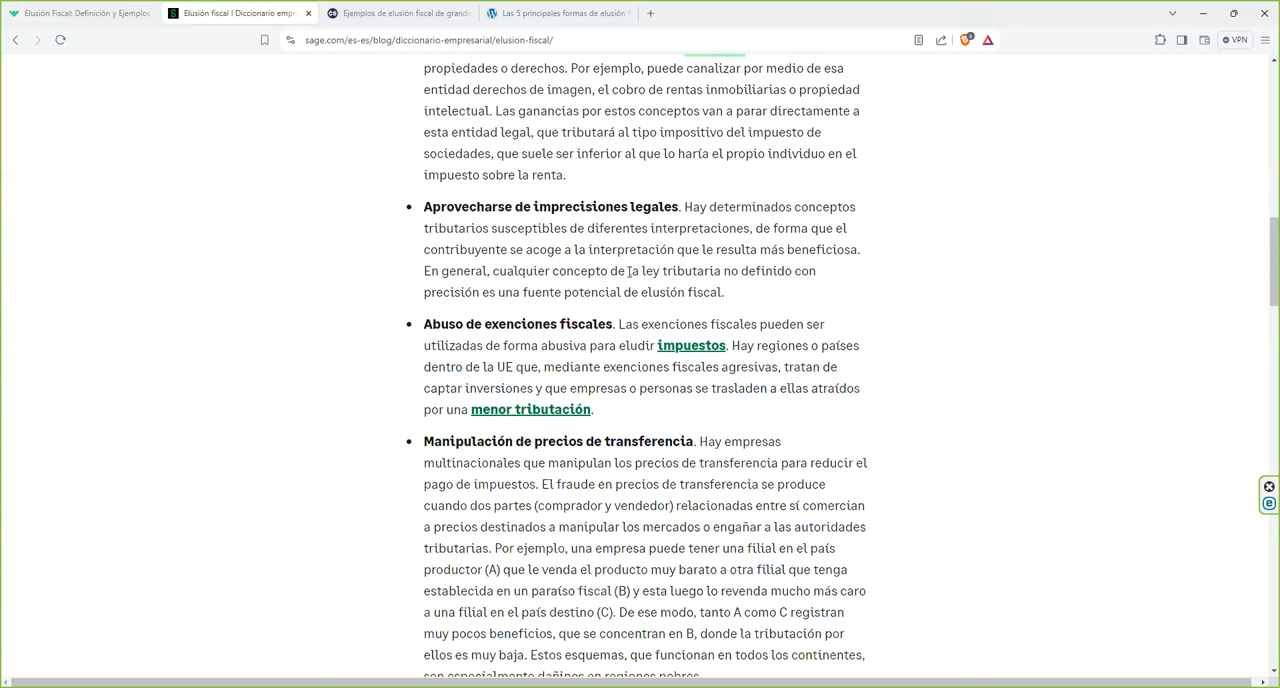 Elusión Fiscal: Definición y Ejemplos
Elusión fiscal | Diccionario empr
Ejemplos de elusión fiscal de grande
Las 5 principales formas de elusión f
sage.com/es-es/blog/diccionario-empresarial/elusion-fiscal/
VPN
propiedades o derechos. Por ejemplo, puede canalizar por medio de esa
entidad derechos de imagen, el cobro de rentas inmobiliarias o propiedad
intelectual. Las ganancias por estos conceptos van a parar directamente a
esta entidad legal, que tributará al tipo impositivo del impuesto de
sociedades, que suele ser inferior al que lo haría el propio individuo en el
impuesto sobre la renta.
• Aprovecharse de imprecisiones legales. Hay determinados conceptos
tributarios susceptibles de diferentes interpretaciones, de forma que el
contribuyente se acoge a la interpretación que le resulta más beneficiosa.
En general, cualquier concepto de la ley tributaria no definido con
precisión es una fuente potencial de elusión fiscal.
• Abuso de exenciones fiscales. Las exenciones fiscales pueden ser
utilizadas de forma abusiva para eludir impuestos. Hay regiones o países
dentro de la UE que, mediante exenciones fiscales agresivas, tratan de
captar inversiones y que empresas o personas se trasladen a ellas atraídos
por una menor tributación.
• Manipulación de precios de transferencia. Hay empresas
multinacionales que manipulan los precios de transferencia para reducir el
pago de impuestos. El fraude en precios de transferencia se produce
cuando dos partes (comprador y vendedor) relacionadas entre sí comercian
a precios destinados a manipular los mercados o engañar a las autoridades
tributarias. Por ejemplo, una empresa puede tener una filial en el país
productor (A) que le venda el producto muy barato a otra filial que tenga
establecida en un paraíso fiscal (B) y esta luego lo revenda mucho más caro
a una filial en el país destino (C). De ese modo, tanto A como C registran
muy pocos beneficios, que se concentran en B, donde la tributación por
ellos es muy baja. Estos esquemas, que funcionan en todos los continentes,
son especialmente dañinos en regiones pobres.